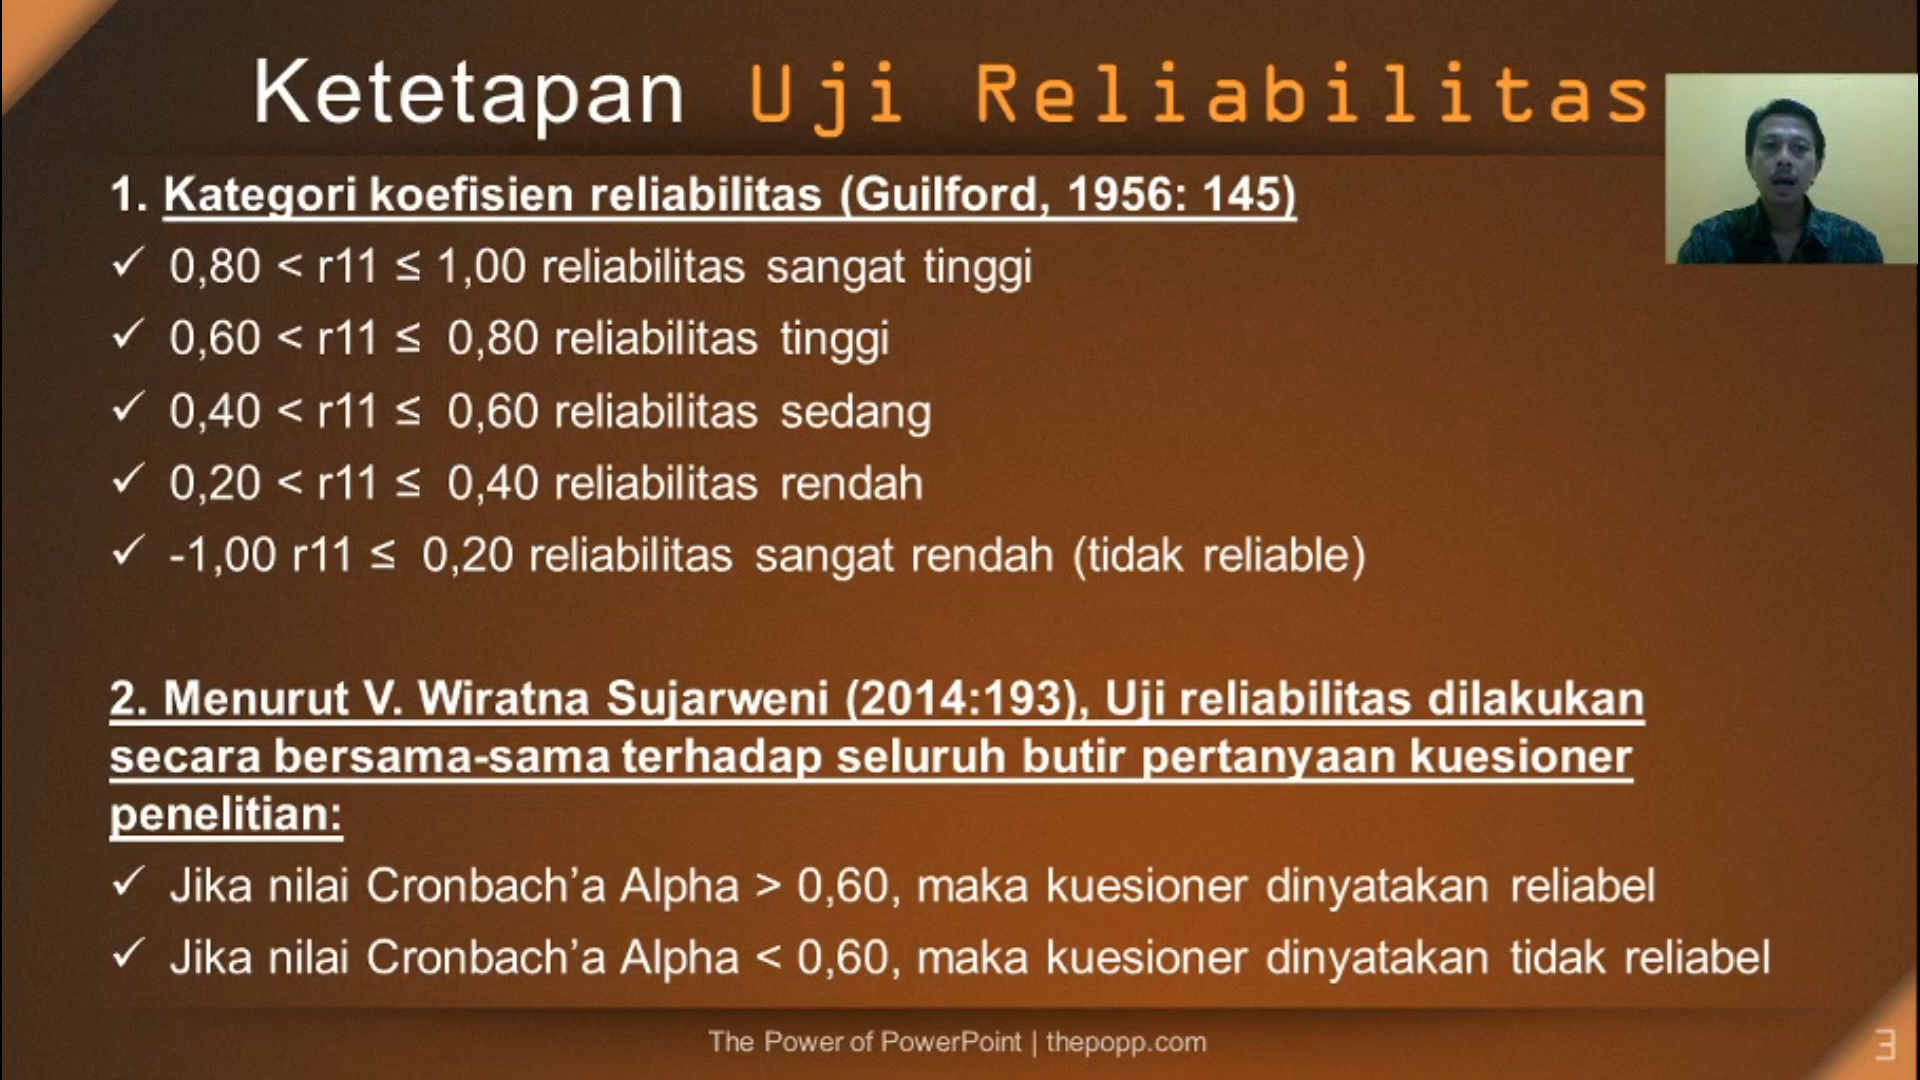 Ketetapan Uji Reliabilitas
1. Kategori koefisien reliabilitas (Guilford, 1956: 145)
✓ 0,80 < r11 ≤ 1,00 reliabilitas sangat tinggi
✓ 0,60 < r11 ≤ 0,80 reliabilitas tinggi
✓ 0,40 < r11 ≤ 0,60 reliabilitas sedang
✓ 0,20 < r11 ≤ 0,40 reliabilitas rendah
✓ -1,00 r11 ≤ 0,20 reliabilitas sangat rendah (tidak reliable)
2. Menurut V. Wiratna Sujarweni (2014:193), Uji reliabilitas dilakukan
secara bersama-sama terhadap seluruh butir pertanyaan kuesioner
penelitian:
✓ Jika nilai Cronbach’a Alpha > 0,60, maka kuesioner dinyatakan reliabel
✓ Jika nilai Cronbach’a Alpha < 0,60, maka kuesioner dinyatakan tidak reliabel
The Power of PowerPoint | thepopp.com
3